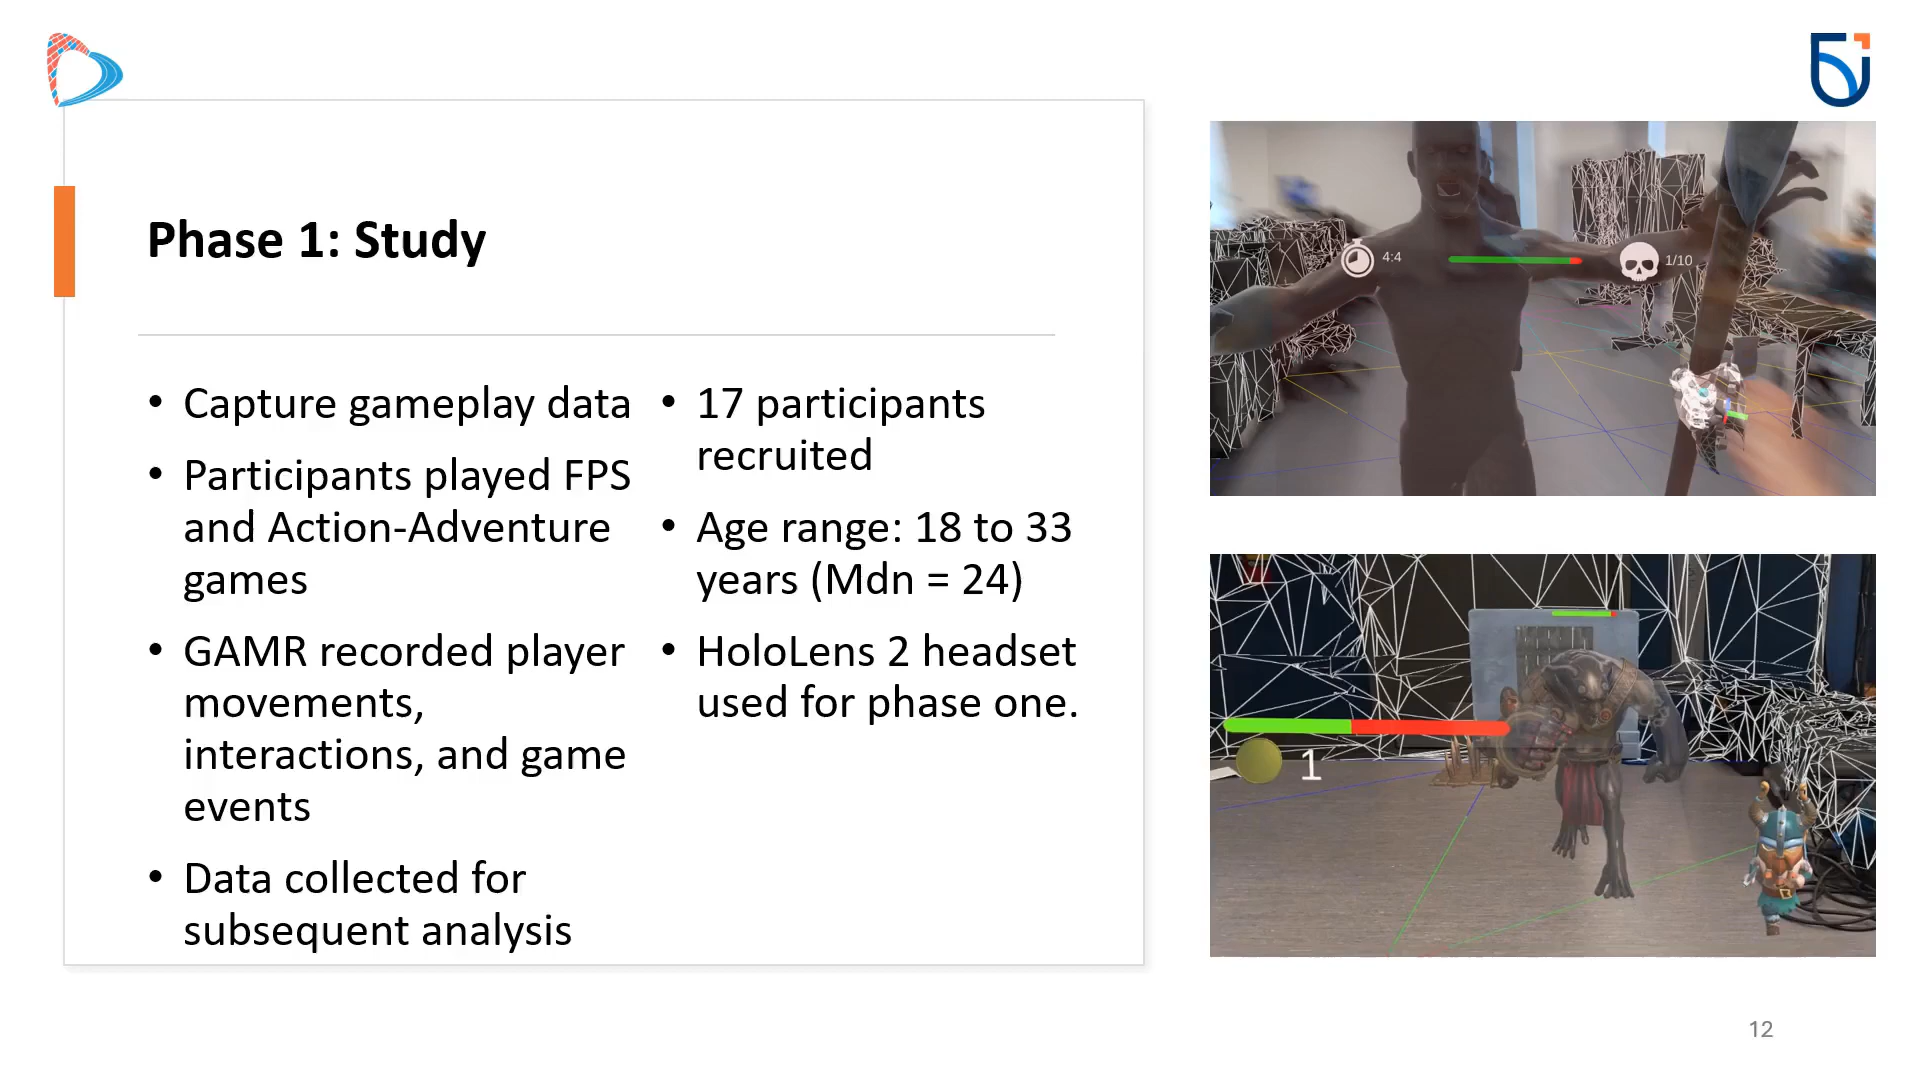 Phase 1: Study
• Capture gameplay data
• Participants played FPS
and Action-Adventure
games
• GAMR recorded player
movements,
interactions, and game
events
• Data collected for
subsequent analysis
• 17 participants
recruited
• Age range: 18 to 33
years (Mdn = 24)
• HoloLens 2 headset
used for phase one.
4:4
1/10
1
12